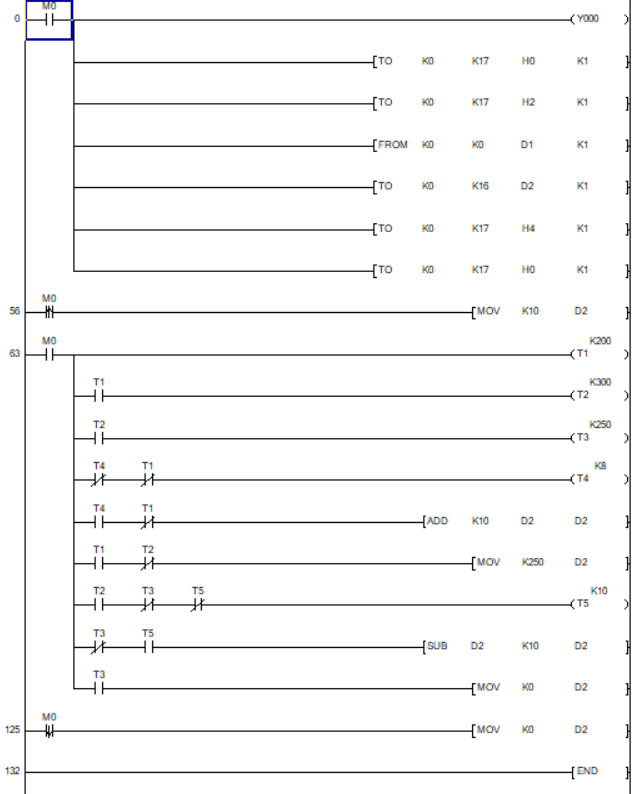 M0
0 Y000
TO K0 K17 H0 K1
TO K0 K17 H2 K1
FROM K0 K0 D1 K1
TO K0 K16 D2 K1
TO K0 K17 H4 K1
TO K0 K17 H0 K1
M0
56 MOV K10 D2
M0 K200
63 T1
T1 K300
T2
T2 K250
T3
T4 T1 K8
T4
T4 T1
ADD K10 D2 D2
T1 T2
MOV K250 D2
T2 T3 T5 K10
T5
T3 T5
SUB D2 K10 D2
T3
MOV K0 D2
M0
125 MOV K0 D2
132 END